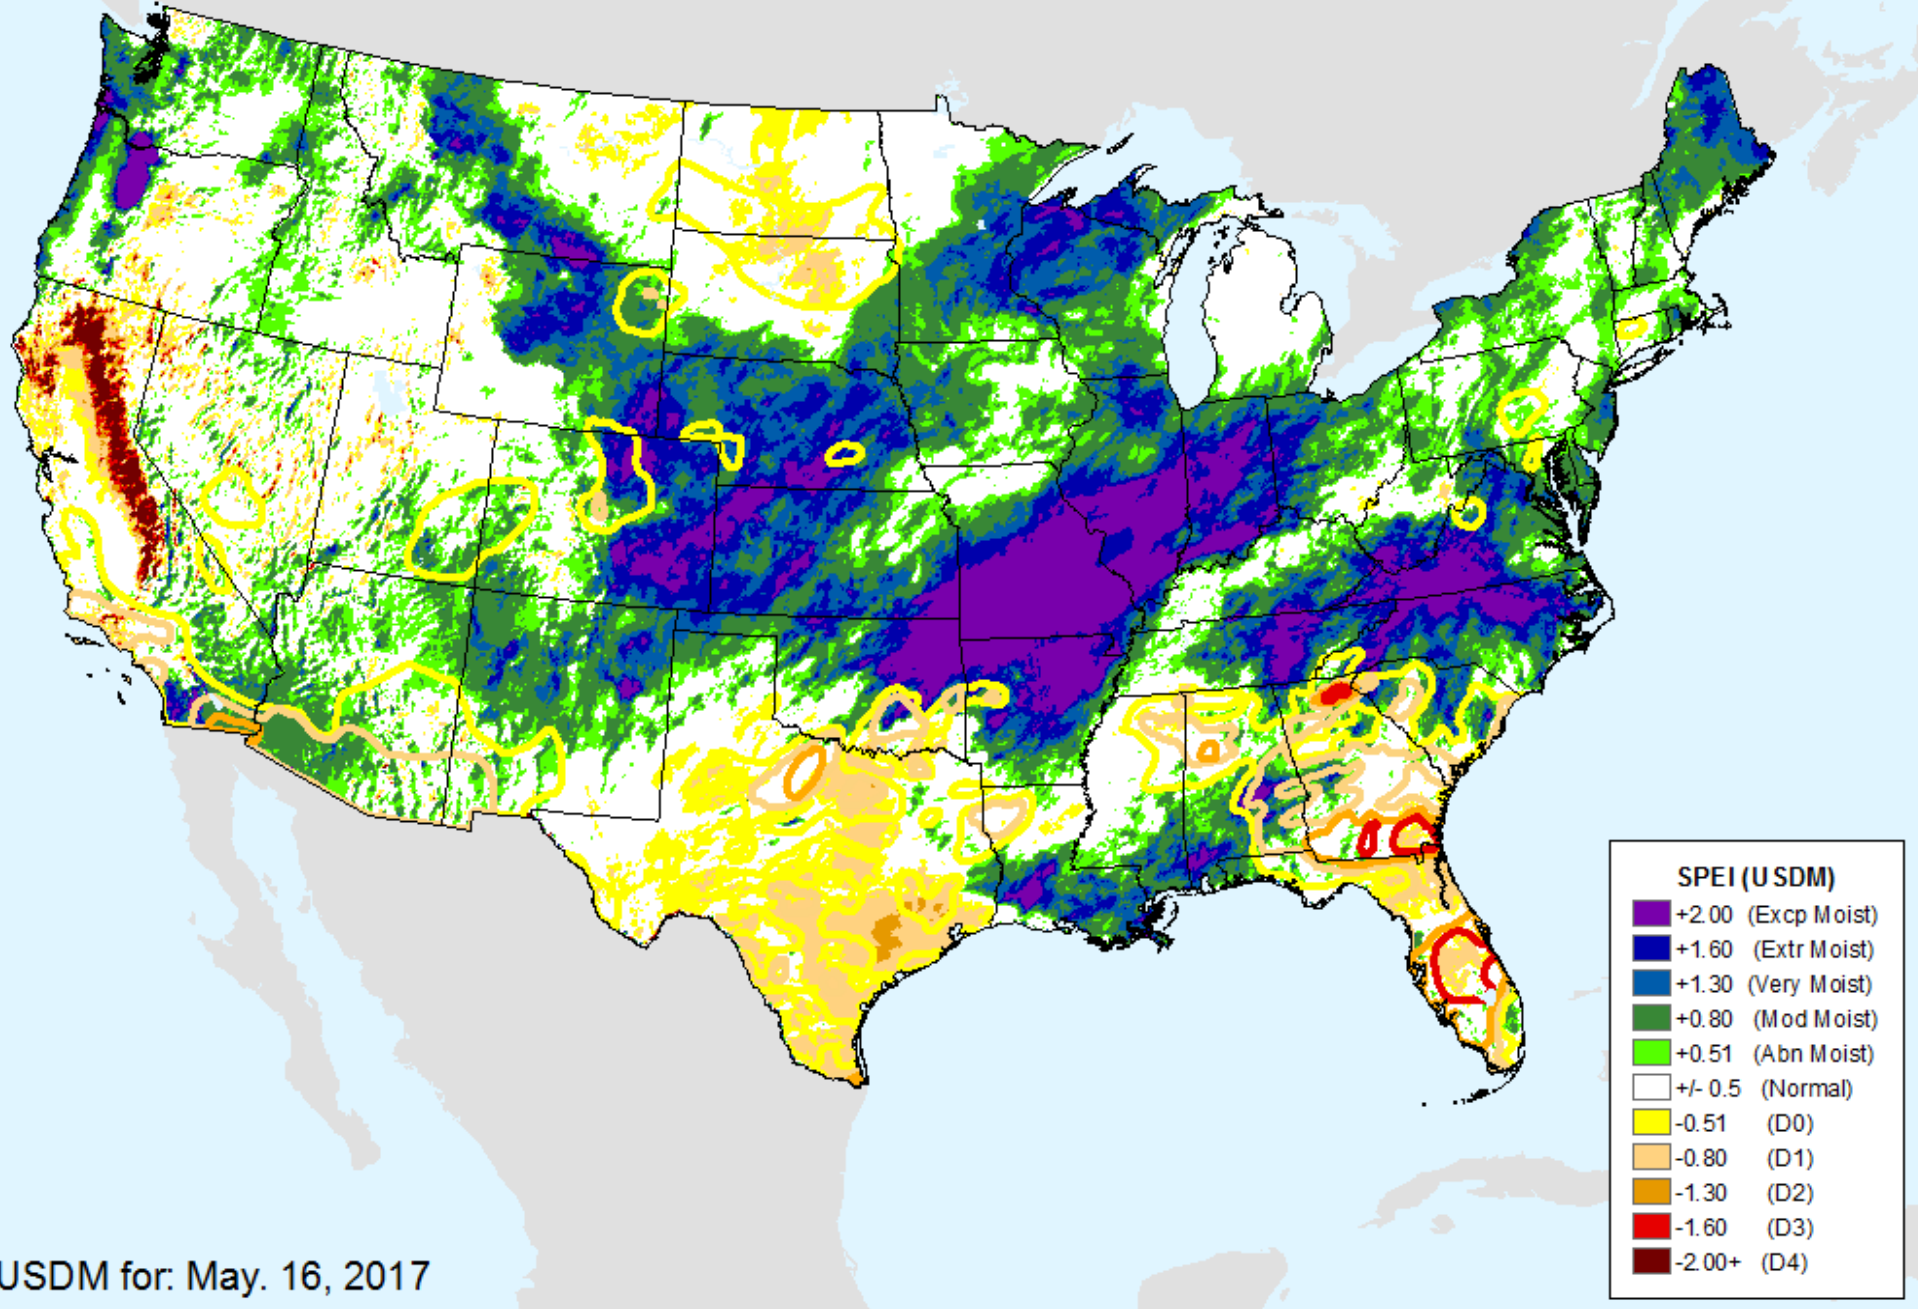 SPEI (USDM)
+2.00 (Excp Moist)
+1.60 (Extr Moist)
+1.30 (Very Moist)
+0.80 (Mod Moist)
+0.51 (Abn Moist)
+/- 0.5 (Normal)
-0.51 (D0)
-0.80 (D1)
-1.30 (D2)
-1.60 (D3)
-2.00+ (D4)
USDM for: May. 16, 2017